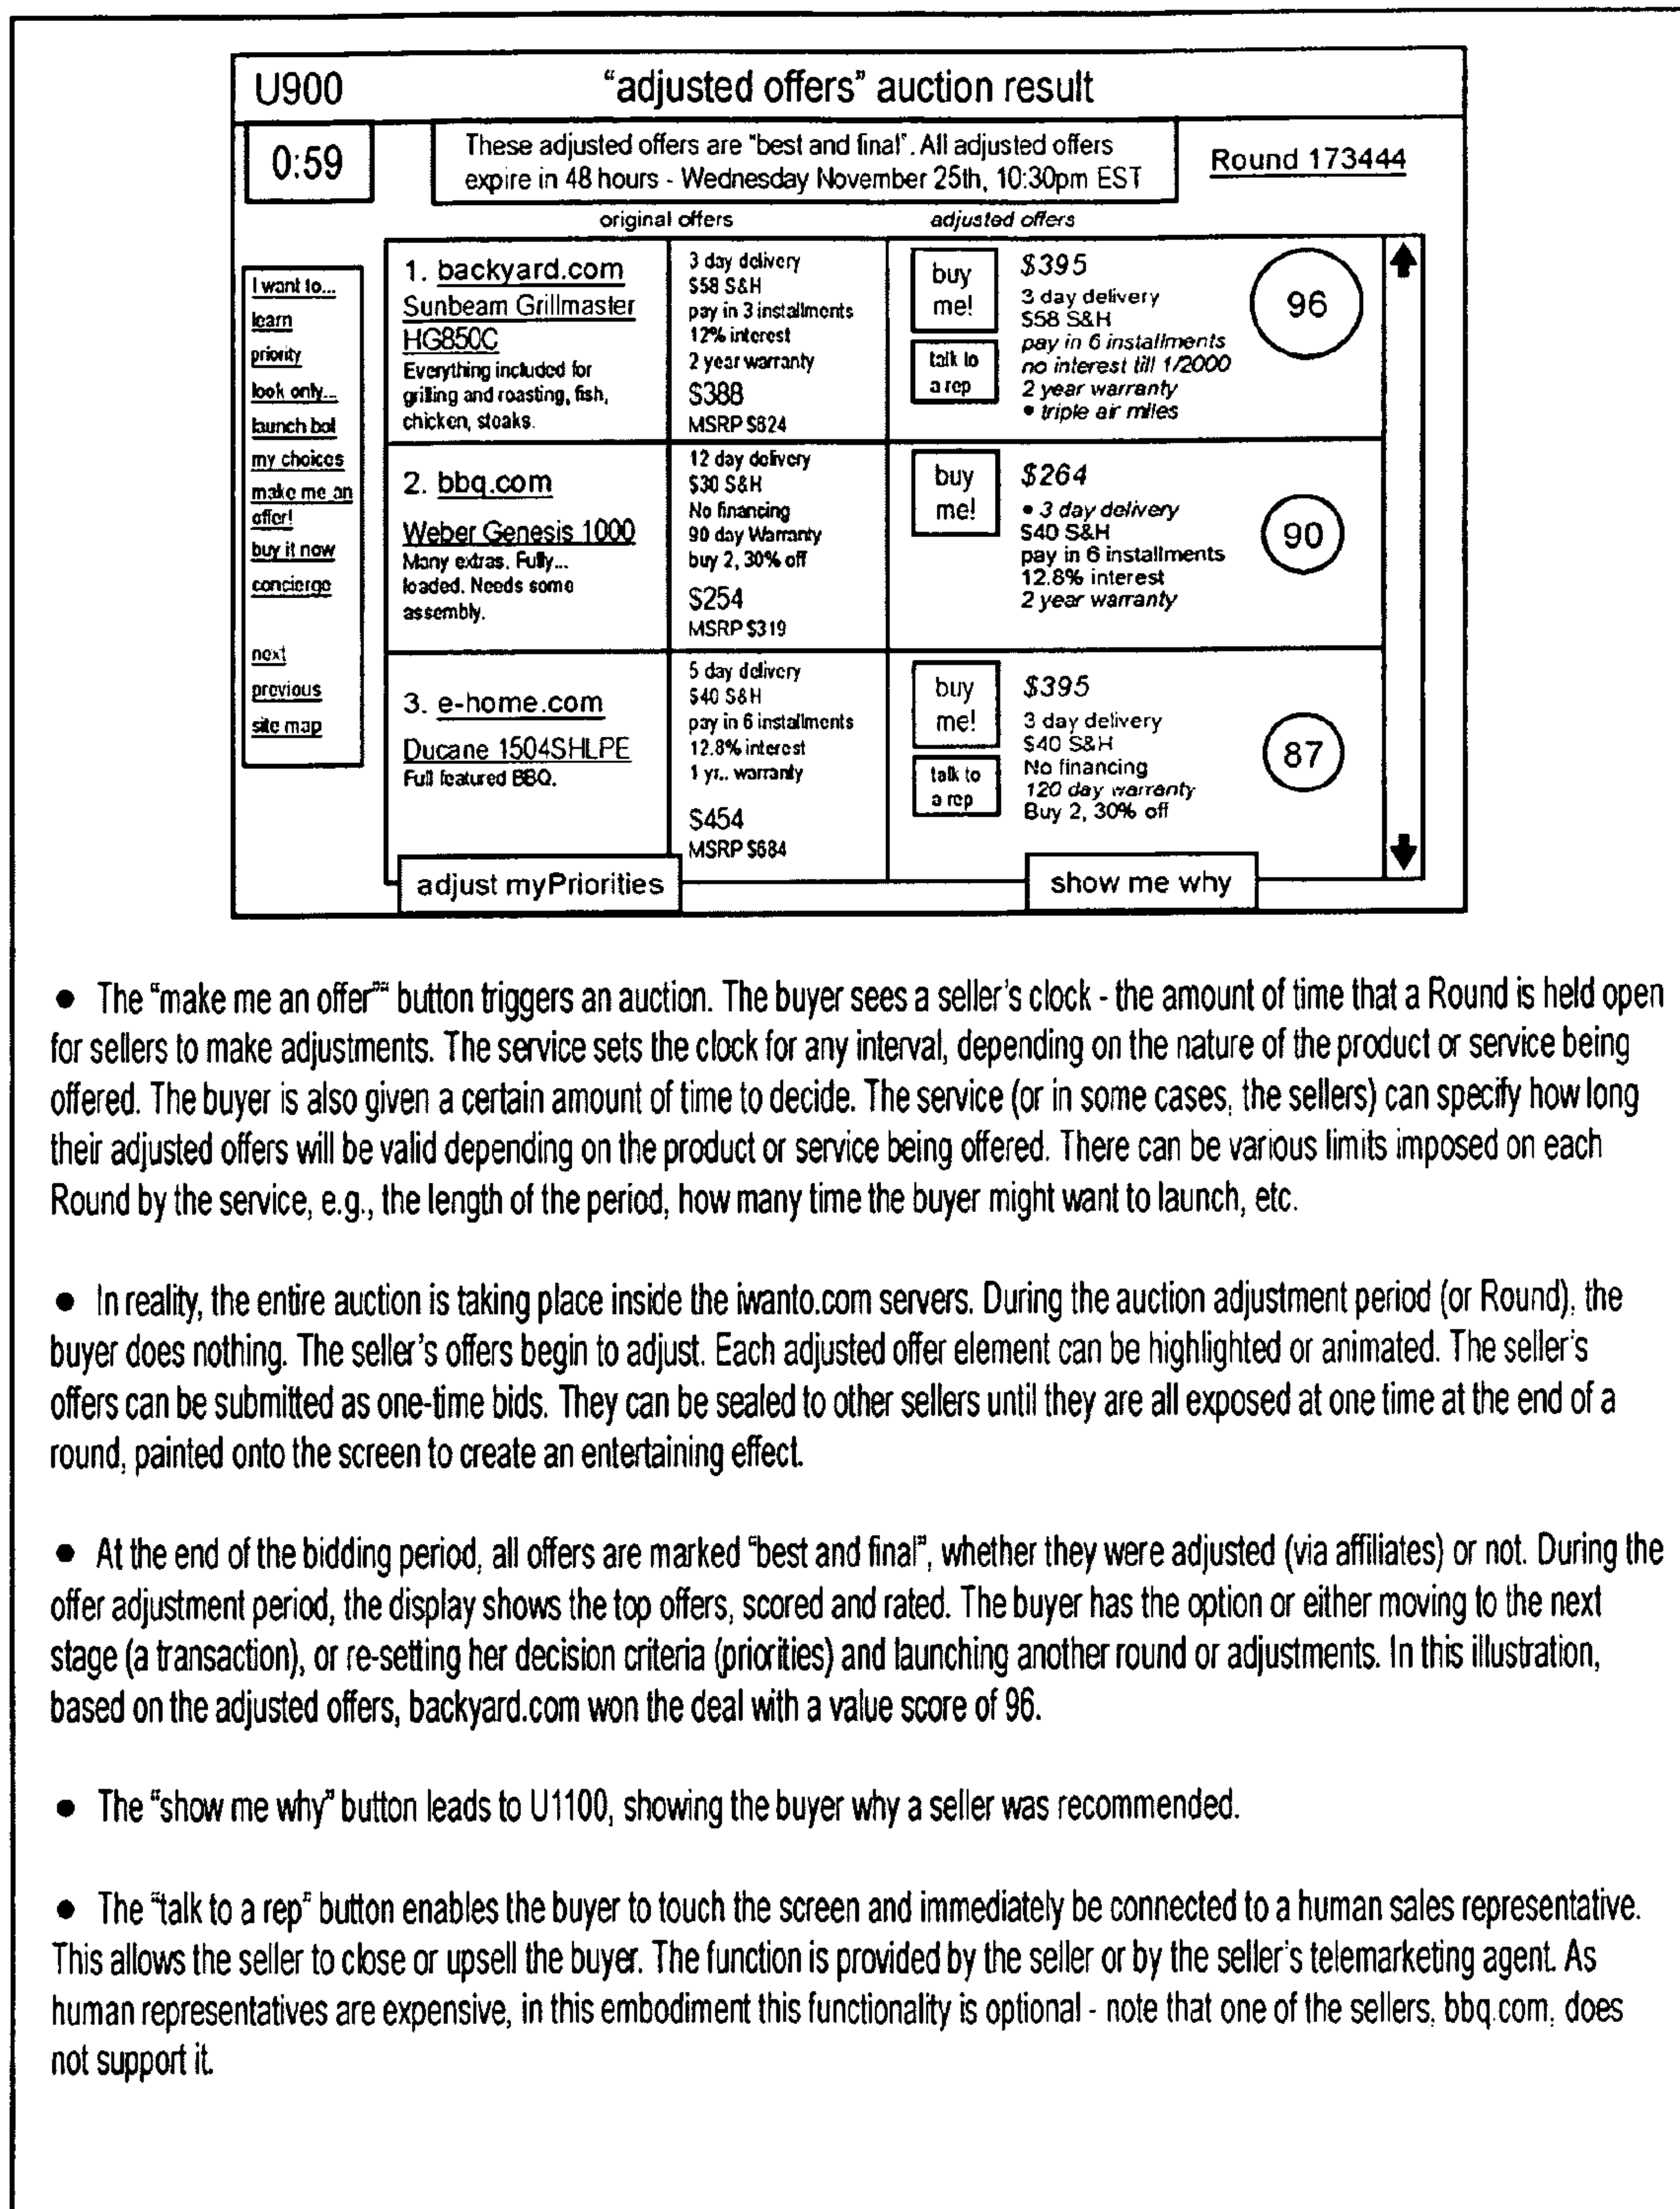 U900
"adjusted offers" auction result
0:59
These adjusted offers are "best and final". All adjusted offers
expire in 48 hours - Wednesday November 25th, 10:30pm EST
Round 173444
original offers
adjusted offers
I want to...
learn
priority
look only...
launch bot
my choices
make me an
offer!
buy it now
concierge
next
previous
site map
1. backyard.com
Sunbeam Grillmaster
HG850C
Everything included for
grilling and roasting, fish,
chicken, steaks.
3 day delivery
$58 S&H
pay in 3 installments
12% interest
2 year warranty
$388
MSRP $624
buy
me!
talk to
a rep
$395
3 day delivery
$58 S&H
pay in 6 installments
no interest till 1/2000
2 year warranty
• triple air miles
96
2. bbq.com
Weber Genesis 1000
Many extras. Fully...
loaded. Needs some
assembly.
12 day delivery
$30 S&H
No financing
90 day Warranty
buy 2, 30% off
$254
MSRP $319
buy
me!
$264
• 3 day delivery
$40 S&H
pay in 6 installments
12.8% interest
2 year warranty
90
3. e-home.com
Ducane 1504SHLPE
Full featured BBQ.
5 day delivery
$40 S&H
pay in 6 installments
12.8% interest
1 yr.. warranty
$454
MSRP $684
buy
me!
talk to
a rep
$395
3 day delivery
$40 S&H
No financing
120 day warranty
Buy 2, 30% off
87
adjust myPriorities
show me why
• The "make me an offer"" button triggers an auction. The buyer sees a seller's clock - the amount of time that a Round is held open
for sellers to make adjustments. The service sets the clock for any interval, depending on the nature of the product or service being
offered. The buyer is also given a certain amount of time to decide. The service (or in some cases, the sellers) can specify how long
their adjusted offers will be valid depending on the product or service being offered. There can be various limits imposed on each
Round by the service, e.g., the length of the period, how many time the buyer might want to launch, etc.
• In reality, the entire auction is taking place inside the iwanto.com servers. During the auction adjustment period (or Round), the
buyer does nothing. The seller's offers begin to adjust. Each adjusted offer element can be highlighted or animated. The seller's
offers can be submitted as one-time bids. They can be sealed to other sellers until they are all exposed at one time at the end of a
round, painted onto the screen to create an entertaining effect.
• At the end of the bidding period, all offers are marked "best and final", whether they were adjusted (via affiliates) or not. During the
offer adjustment period, the display shows the top offers, scored and rated. The buyer has the option or either moving to the next
stage (a transaction), or re-setting her decision criteria (priorities) and launching another round or adjustments. In this illustration,
based on the adjusted offers, backyard.com won the deal with a value score of 96.
• The "show me why" button leads to U1100, showing the buyer why a seller was recommended.
• The "talk to a rep" button enables the buyer to touch the screen and immediately be connected to a human sales representative.
This allows the seller to close or upsell the buyer. The function is provided by the seller or by the seller's telemarketing agent. As
human representatives are expensive, in this embodiment this functionality is optional - note that one of the sellers, bbq.com, does
not support it.